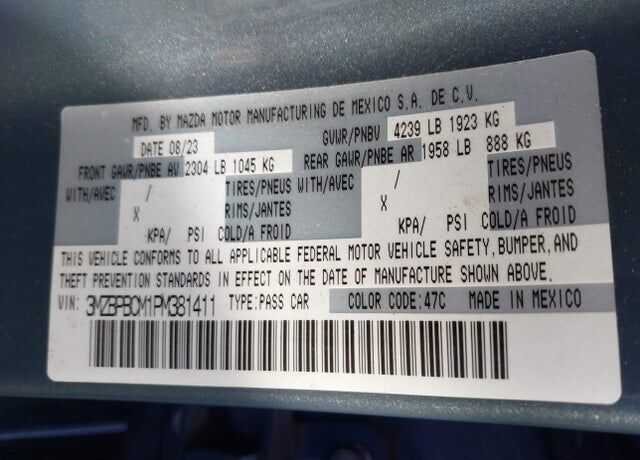 MFD. BY MAZDA MOTOR MANUFACTURING DE MEXICO S.A. DE C.V.
DATE 08/23 GVWR/PNBV 4239 LB 1923 KG
FRONT GAWR/PNBE AV 2304 LB 1045 KG REAR GAWR/PNBE AR 1958 LB 888 KG
WITH/AVEC / TIRES/PNEUS WITH/AVEC / TIRES/PNEUS
X RIMS/JANTES X RIMS/JANTES
KPA/ PSI COLD/A FROID KPA/ PSI COLD/A FROID
THIS VEHICLE CONFORMS TO ALL APPLICABLE FEDERAL MOTOR VEHICLE SAFETY, BUMPER, AND
THEFT PREVENTION STANDARDS IN EFFECT ON THE DATE OF MANUFACTURE SHOWN ABOVE.
VIN: 3MZBPBCM1PM381411 TYPE:PASS CAR COLOR CODE:47C MADE IN MEXICO